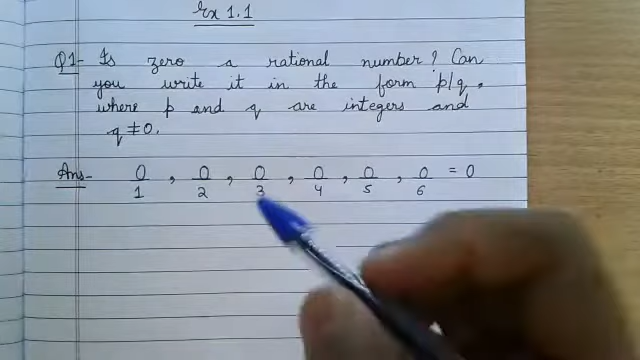 Ex 1.1
Q1- Is zero a rational number? Can
you write it in the form p/q,
where p and q are integers and
q ≠ 0.
Ans- 0/1, 0/2, 0/3, 0/4, 0/5, 0/6 = 0